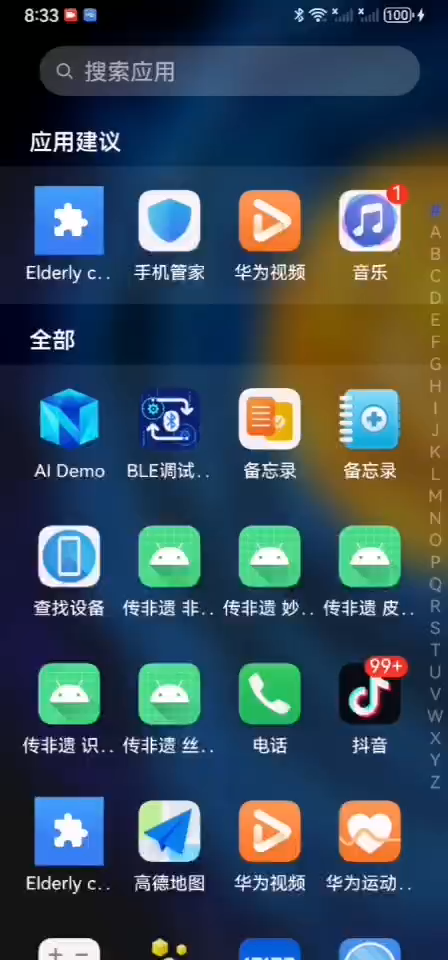 8:33
100
搜索应用
应用建议
Elderly c..
手机管家
华为视频
1
音乐
全部
AI Demo
BLE调试..
备忘录
备忘录
查找设备
传非遗 非..
传非遗 妙..
传非遗 皮..
传非遗 识..
传非遗 丝..
电话
99+
抖音
Elderly c..
高德地图
华为视频
华为运动..
#
A
B
C
D
E
F
G
H
I
J
K
L
M
N
O
P
Q
R
S
T
U
V
W
X
Y
Z